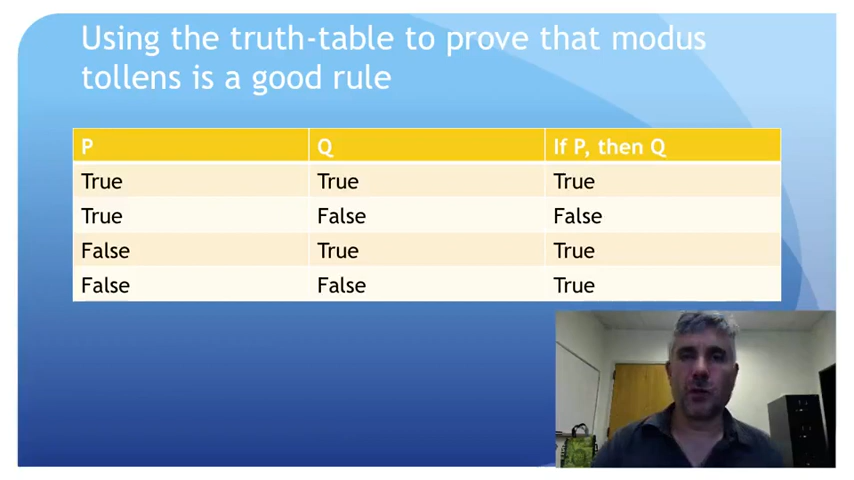 Using the truth-table to prove that modus
tollens is a good rule
P Q If P, then Q
True True True
True False False
False True True
False False True